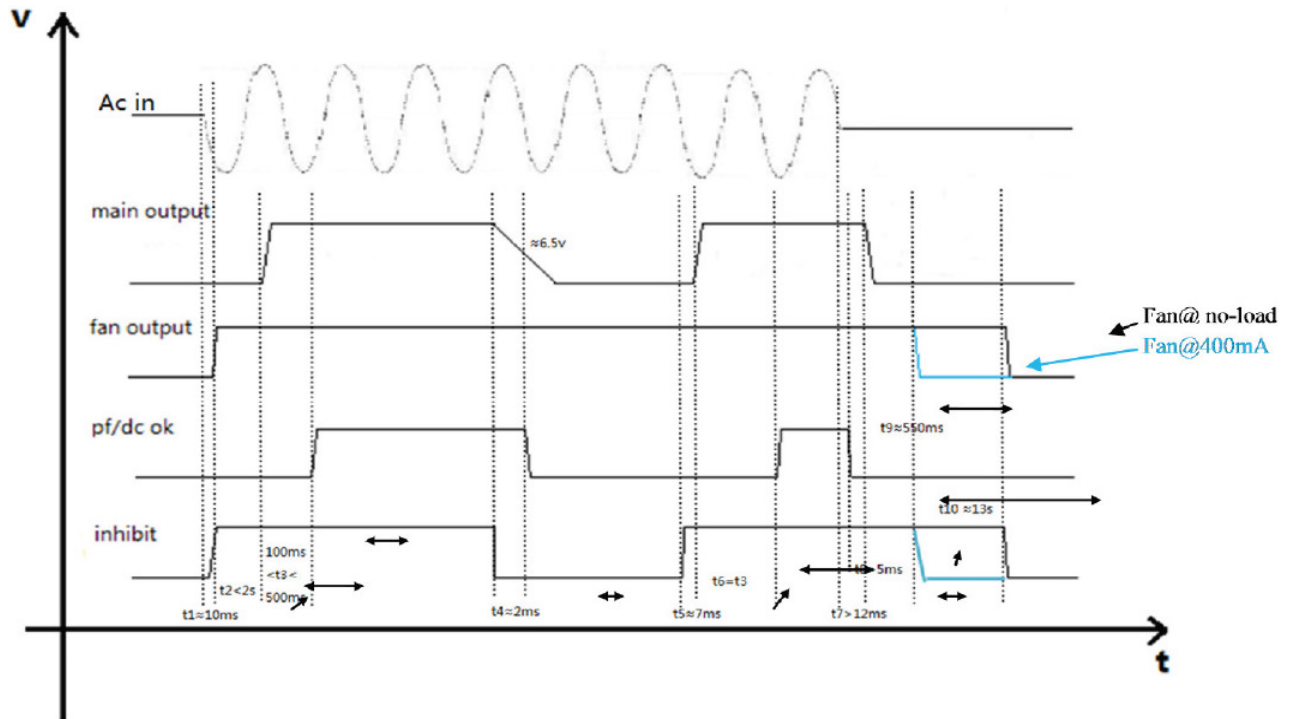 V
Ac in
main output
≈6.5v
fan output
Fan@ no-load
Fan@400mA
pf/dc ok
t9≈550ms
t10 ≈13s
inhibit
100ms
<t3<
500ms
t2<2s
t6=t3
5ms
t1≈10ms
t4≈2ms
t5≈7ms
t7>12ms
t